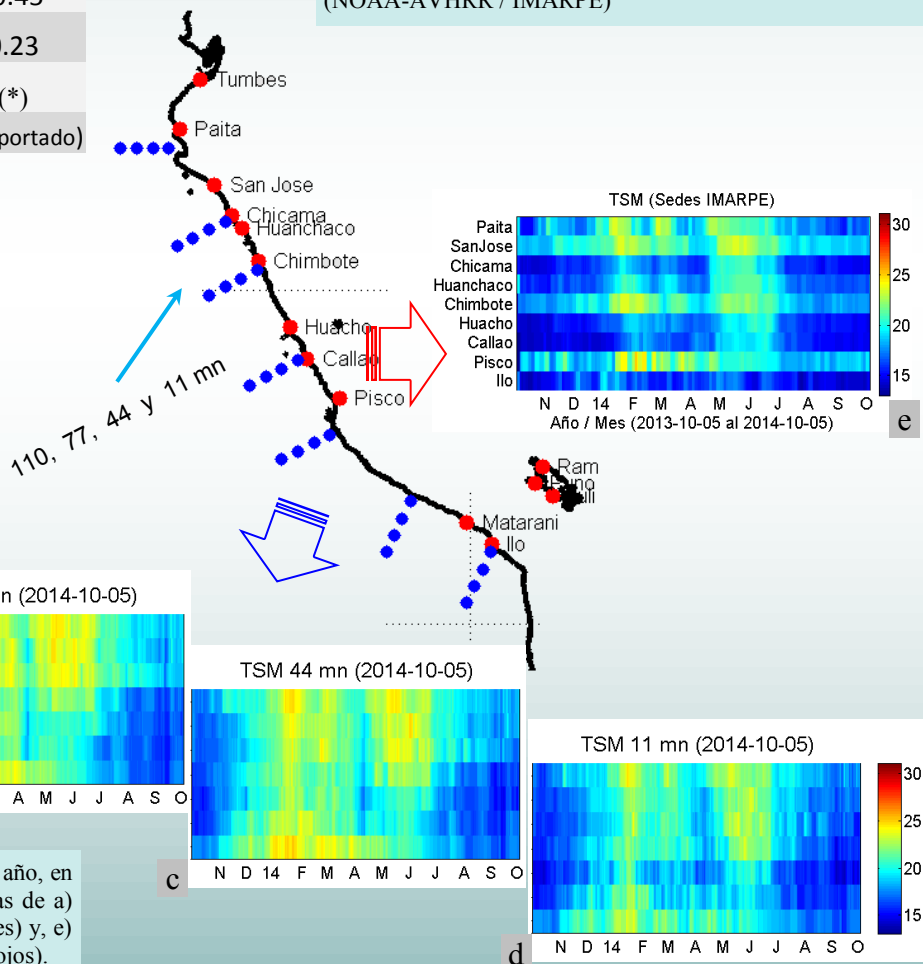 0.23
(*)
portado)
(NOAA-AVHRR / IMARPE)
Tumbes
Paita
San Jose
Chicama
Huanchaco
Chimbote
Huacho
Callao
Pisco
Ram
Matarani
Ilo
110, 77, 44 y 11 mn
TSM (Sedes IMARPE)
Paita
SanJose
Chicama
Huanchaco
Chimbote
Huacho
Callao
Pisco
Ilo
30
25
20
15
N D 14 F M A M J J A S O
Año / Mes (2013-10-05 al 2014-10-05)
e
n (2014-10-05)
A M J J A S O
TSM 44 mn (2014-10-05)
N D 14 F M A M J J A S O
c
TSM 11 mn (2014-10-05)
30
25
20
15
N D 14 F M A M J J A S O
d
año, en
as de a)
es) y, e)
ojos).